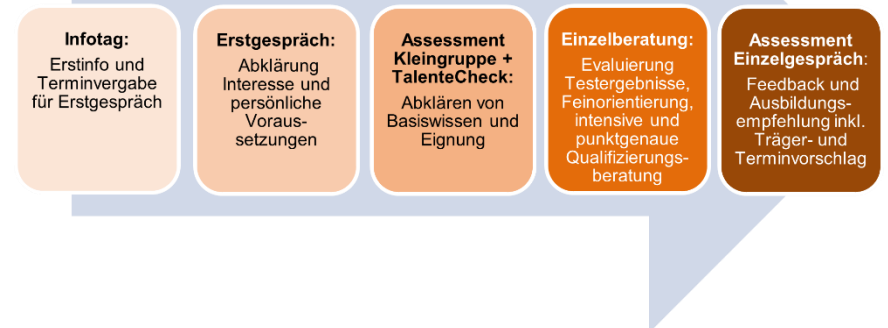 Infotag:
Erstinfo und
Terminvergabe
für Erstgespräch
Erstgespräch:
Abklärung
Interesse und
persönliche
Voraus-
setzungen
Assessment
Kleingruppe +
TalenteCheck:
Abklären von
Basiswissen und
Eignung
Einzelberatung:
Evaluierung
Testergebnisse,
Feinorientierung,
intensive und
punktgenaue
Qualifizierungs-
beratung
Assessment
Einzelgespräch:
Feedback und
Ausbildungs-
empfehlung inkl.
Träger- und
Terminvorschlag